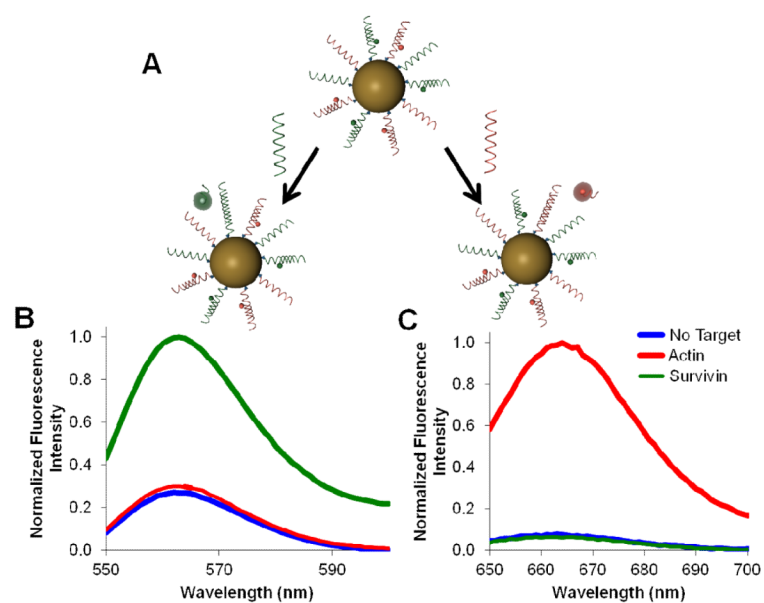 A
B
Normalized Fluorescence
Intensity
1.0
0.8
0.6
0.4
0.2
0.0
550
570
590
Wavelength (nm)
C
Normalized Fluorescence
Intensity
1.0
0.8
0.6
0.4
0.2
0.0
650
660
670
680
690
700
Wavelength (nm)
No Target
Actin
Survivin